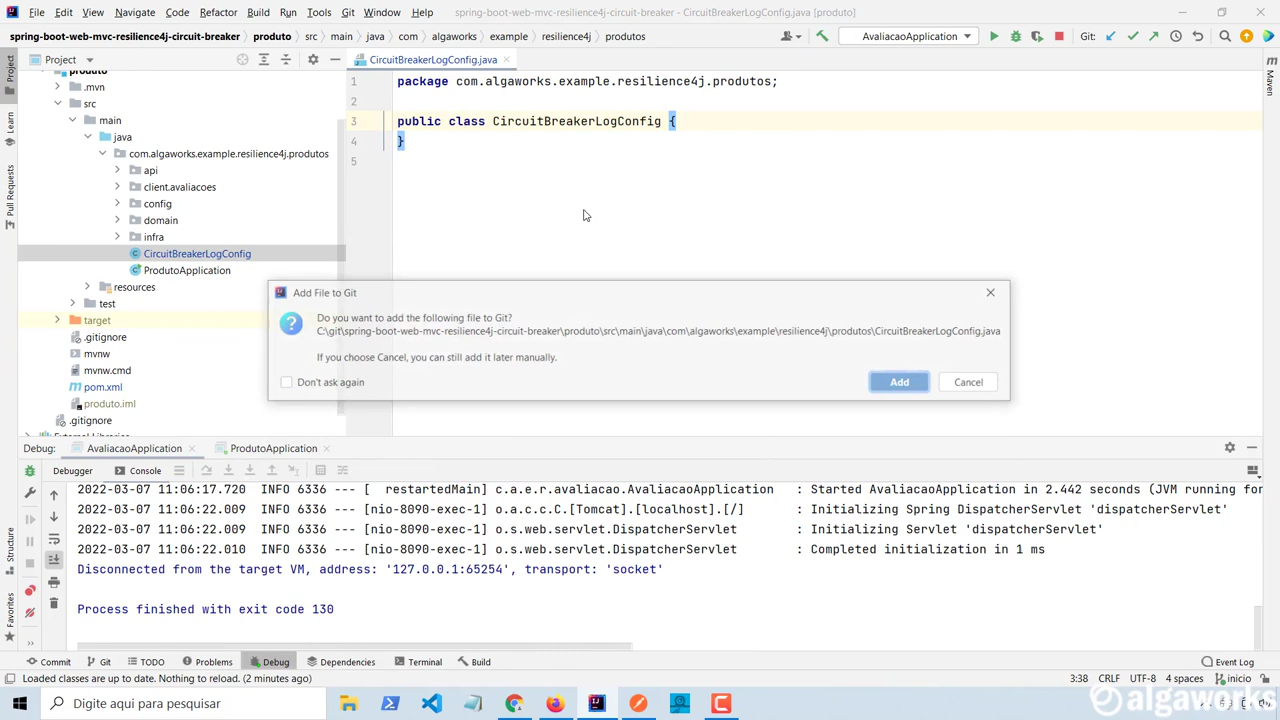 File Edit View Navigate Code Refactor Build Run Tools Git Window Help spring-boot-web-mvc-resilience4j-circuit-breaker - CircuitBreakerLogConfig.java [produto]
spring-boot-web-mvc-resilience4j-circuit-breaker produto src main java com algaworks example resilience4j produtos AvaliacaoApplication Git:
Project CircuitBreakerLogConfig.java
produto
.mvn
src
main
java
com.algaworks.example.resilience4j.produtos
api
client.avaliacoes
config
domain
infra
CircuitBreakerLogConfig
ProdutoApplication
resources
test
target
.gitignore
mvnw
mvnw.cmd
pom.xml
produto.iml
.gitignore
External Libraries
1 package com.algaworks.example.resilience4j.produtos;
2
3 public class CircuitBreakerLogConfig {
4 }
5
Project
Learn
Pull Requests
Structure
Favorites
Maven
Add File to Git
Do you want to add the following file to Git?
C:\git\spring-boot-web-mvc-resilience4j-circuit-breaker\produto\src\main\java\com\algaworks\example\resilience4j\produtos\CircuitBreakerLogConfig.java
If you choose Cancel, you can still add it later manually.
Don't ask again Add Cancel
Debug: AvaliacaoApplication ProdutoApplication
Debugger Console
2022-03-07 11:06:17.720 INFO 6336 --- [ restartedMain] c.a.e.r.avaliacao.AvaliacaoApplication : Started AvaliacaoApplication in 2.442 seconds (JVM running for
2022-03-07 11:06:22.009 INFO 6336 --- [nio-8090-exec-1] o.a.c.c.C.[Tomcat].[localhost].[/] : Initializing Spring DispatcherServlet 'dispatcherServlet'
2022-03-07 11:06:22.009 INFO 6336 --- [nio-8090-exec-1] o.s.web.servlet.DispatcherServlet : Initializing Servlet 'dispatcherServlet'
2022-03-07 11:06:22.010 INFO 6336 --- [nio-8090-exec-1] o.s.web.servlet.DispatcherServlet : Completed initialization in 1 ms
Disconnected from the target VM, address: '127.0.0.1:65254', transport: 'socket'
Process finished with exit code 130
Commit Git TODO Problems Debug Dependencies Terminal Build Event Log
Loaded classes are up to date. Nothing to reload. (2 minutes ago) 3:38 CRLF UTF-8 4 spaces inicio
Digite aqui para pesquisar
algaworks